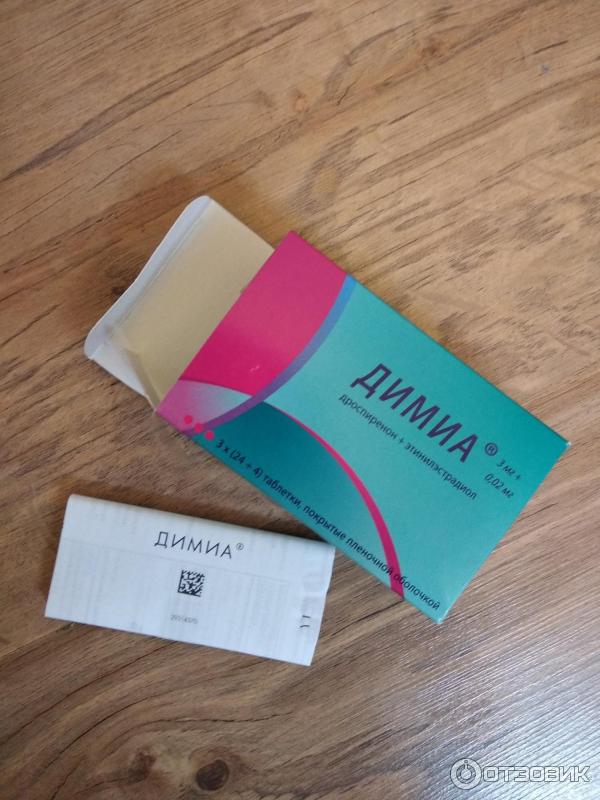 ДИМИА®
3 мг +
0,02 мг
дроспиренон + этинилэстрадиол
3 x (24 + 4) таблетки, покрытые пленочной оболочкой
ДИМИА®
ОТЗОВИК